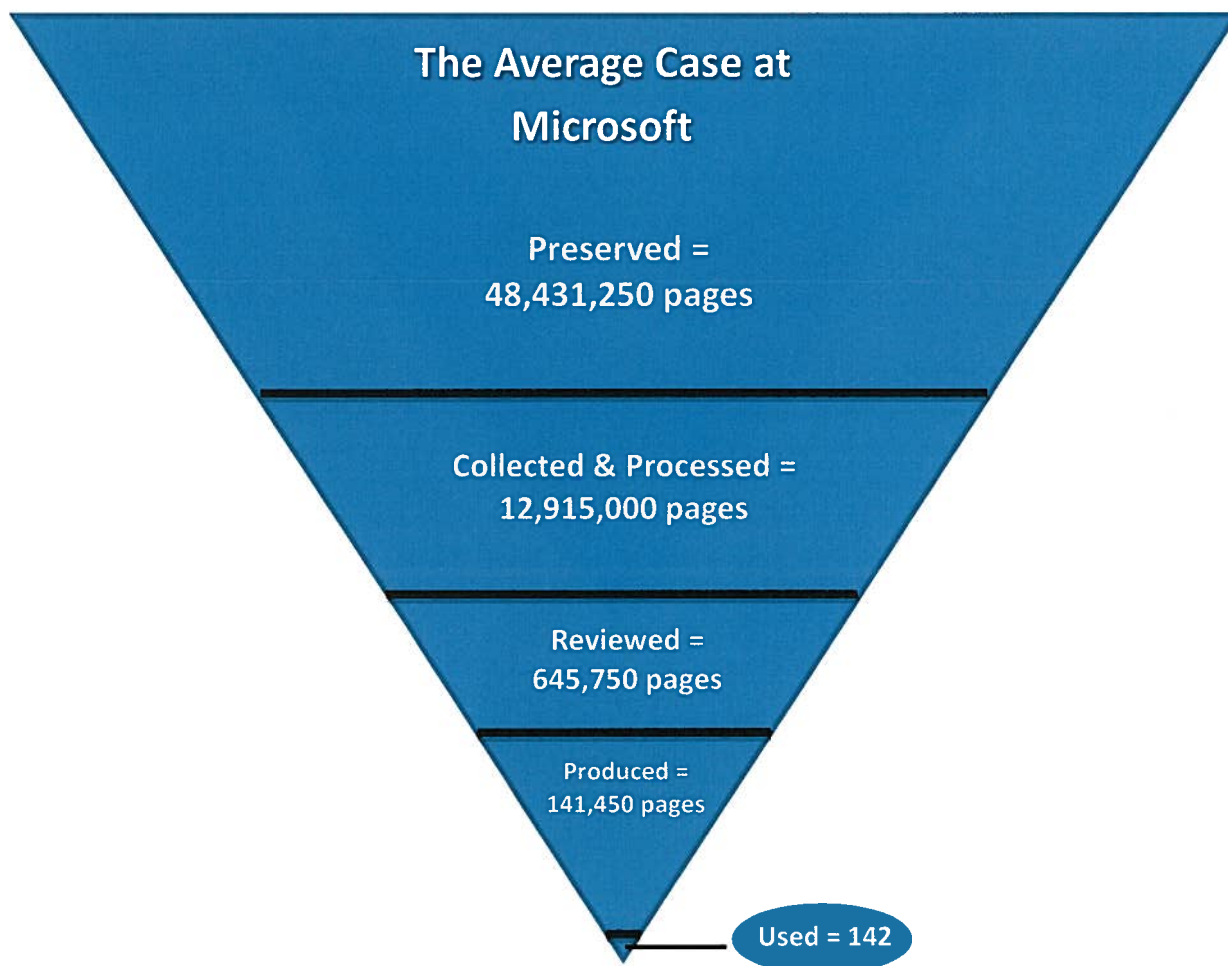 The Average Case at
Microsoft
Preserved =
48,431,250 pages
Collected & Processed =
12,915,000 pages
Reviewed =
645,750 pages
Produced =
141,450 pages
Used = 142